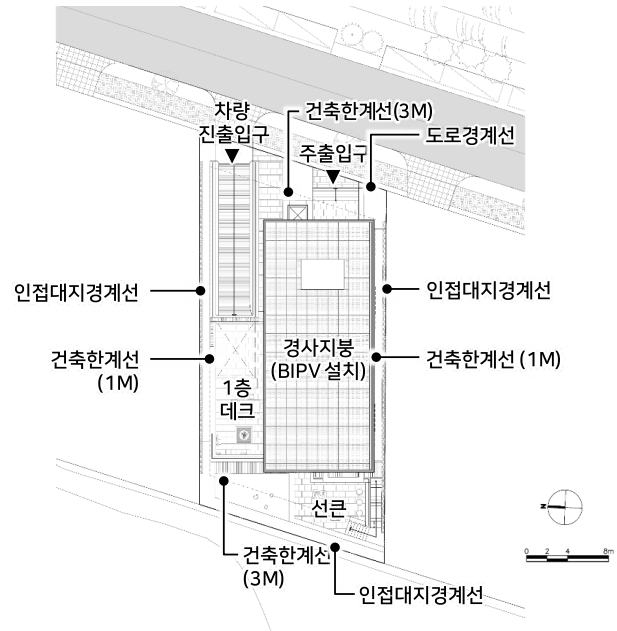 차량
진출입구
건축한계선(3M)
주출입구
도로경계선
인접대지경계선
인접대지경계선
건축한계선
(1M)
경사지붕
(BIPV 설치)
건축한계선 (1M)
1층
데크
선큰
N
건축한계선
(3M)
0 2 4 8m
인접대지경계선